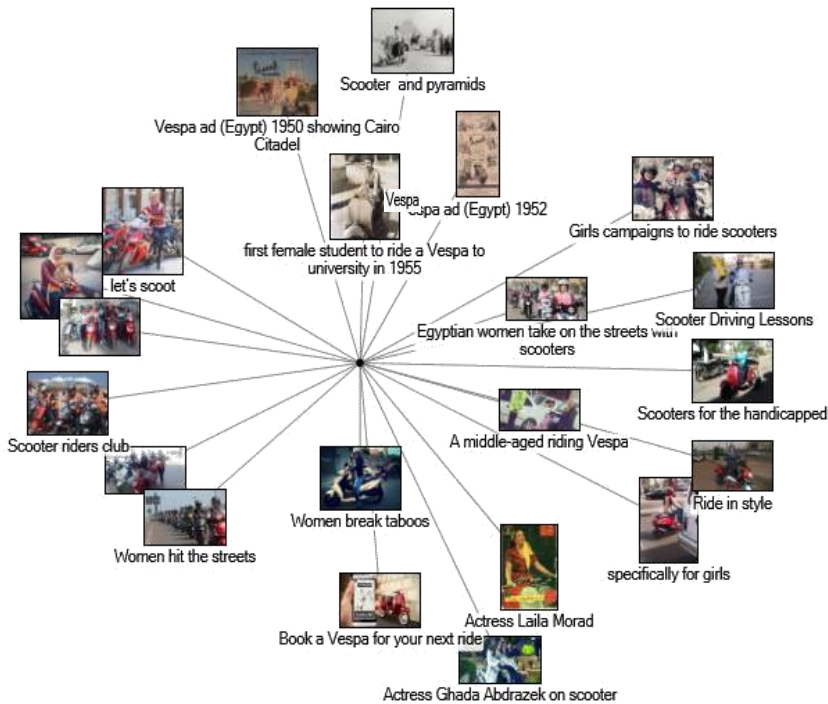 Scooter and pyramids
Vespa ad (Egypt) 1950 showing Cairo
Citadel
Vespa
ad (Egypt) 1952
first female student to ride a Vespa to
university in 1955
Girls campaigns to ride scooters
let's scoot
Egyptian women take on the streets with
scooters
Scooter Driving Lessons
Scooters for the handicapped
A middle-aged riding Vespa
Scooter riders club
Ride in style
Women hit the streets
Women break taboos
specifically for girls
Actress Laila Morad
Book a Vespa for your next ride
Actress Ghada Abdrazek on scooter